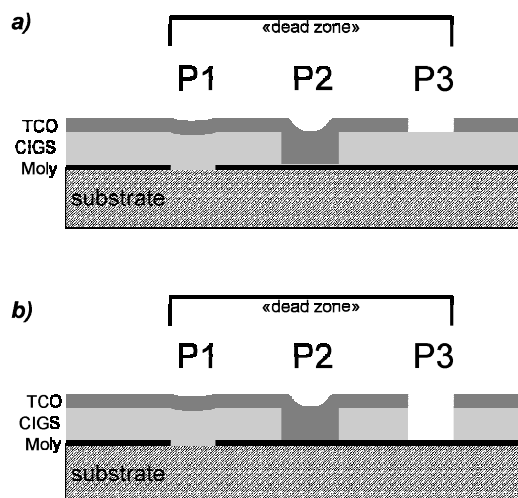 a)
«dead zone»
P1 P2 P3
TCO
CIGS
Moly
substrate
b)
«dead zone»
P1 P2 P3
TCO
CIGS
Moly
substrate